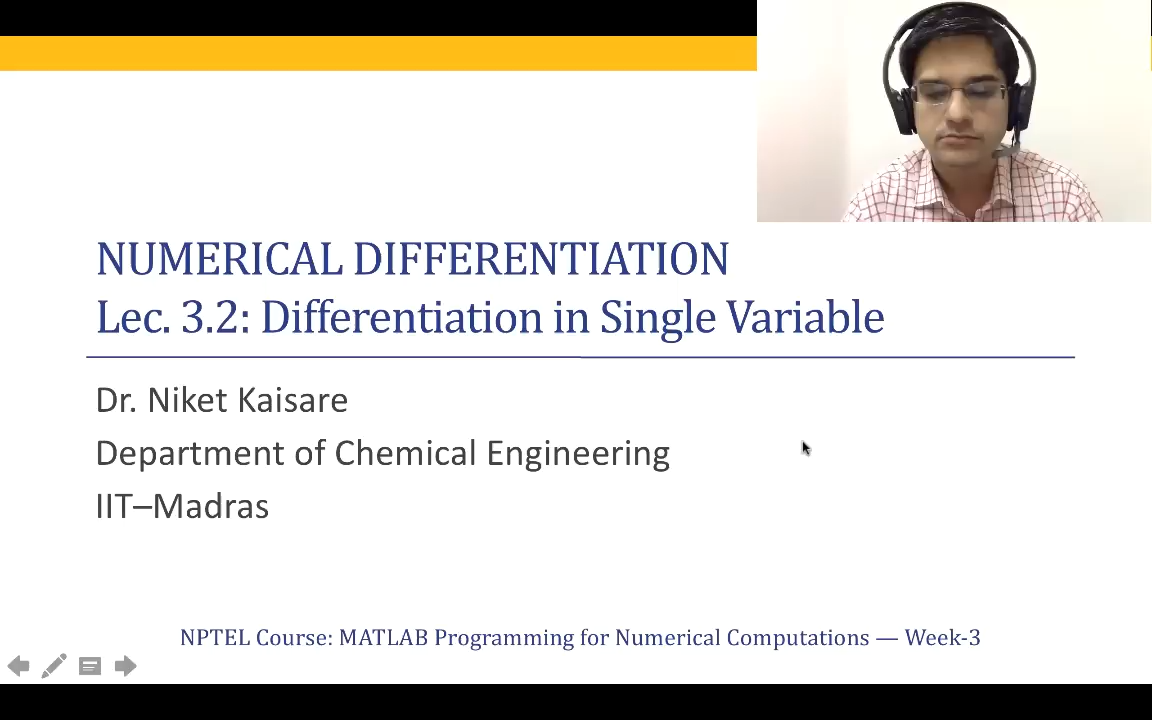 NUMERICAL DIFFERENTIATION
Lec. 3.2: Differentiation in Single Variable
Dr. Niket Kaisare
Department of Chemical Engineering
IIT–Madras
NPTEL Course: MATLAB Programming for Numerical Computations — Week-3